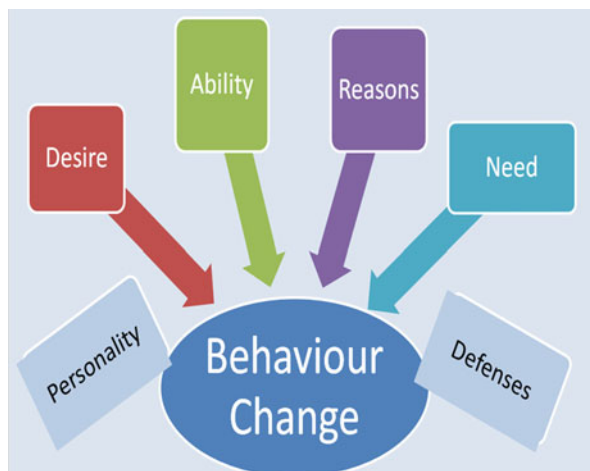 Ability
Reasons
Desire
Need
Personality
Behaviour
Change
Defenses